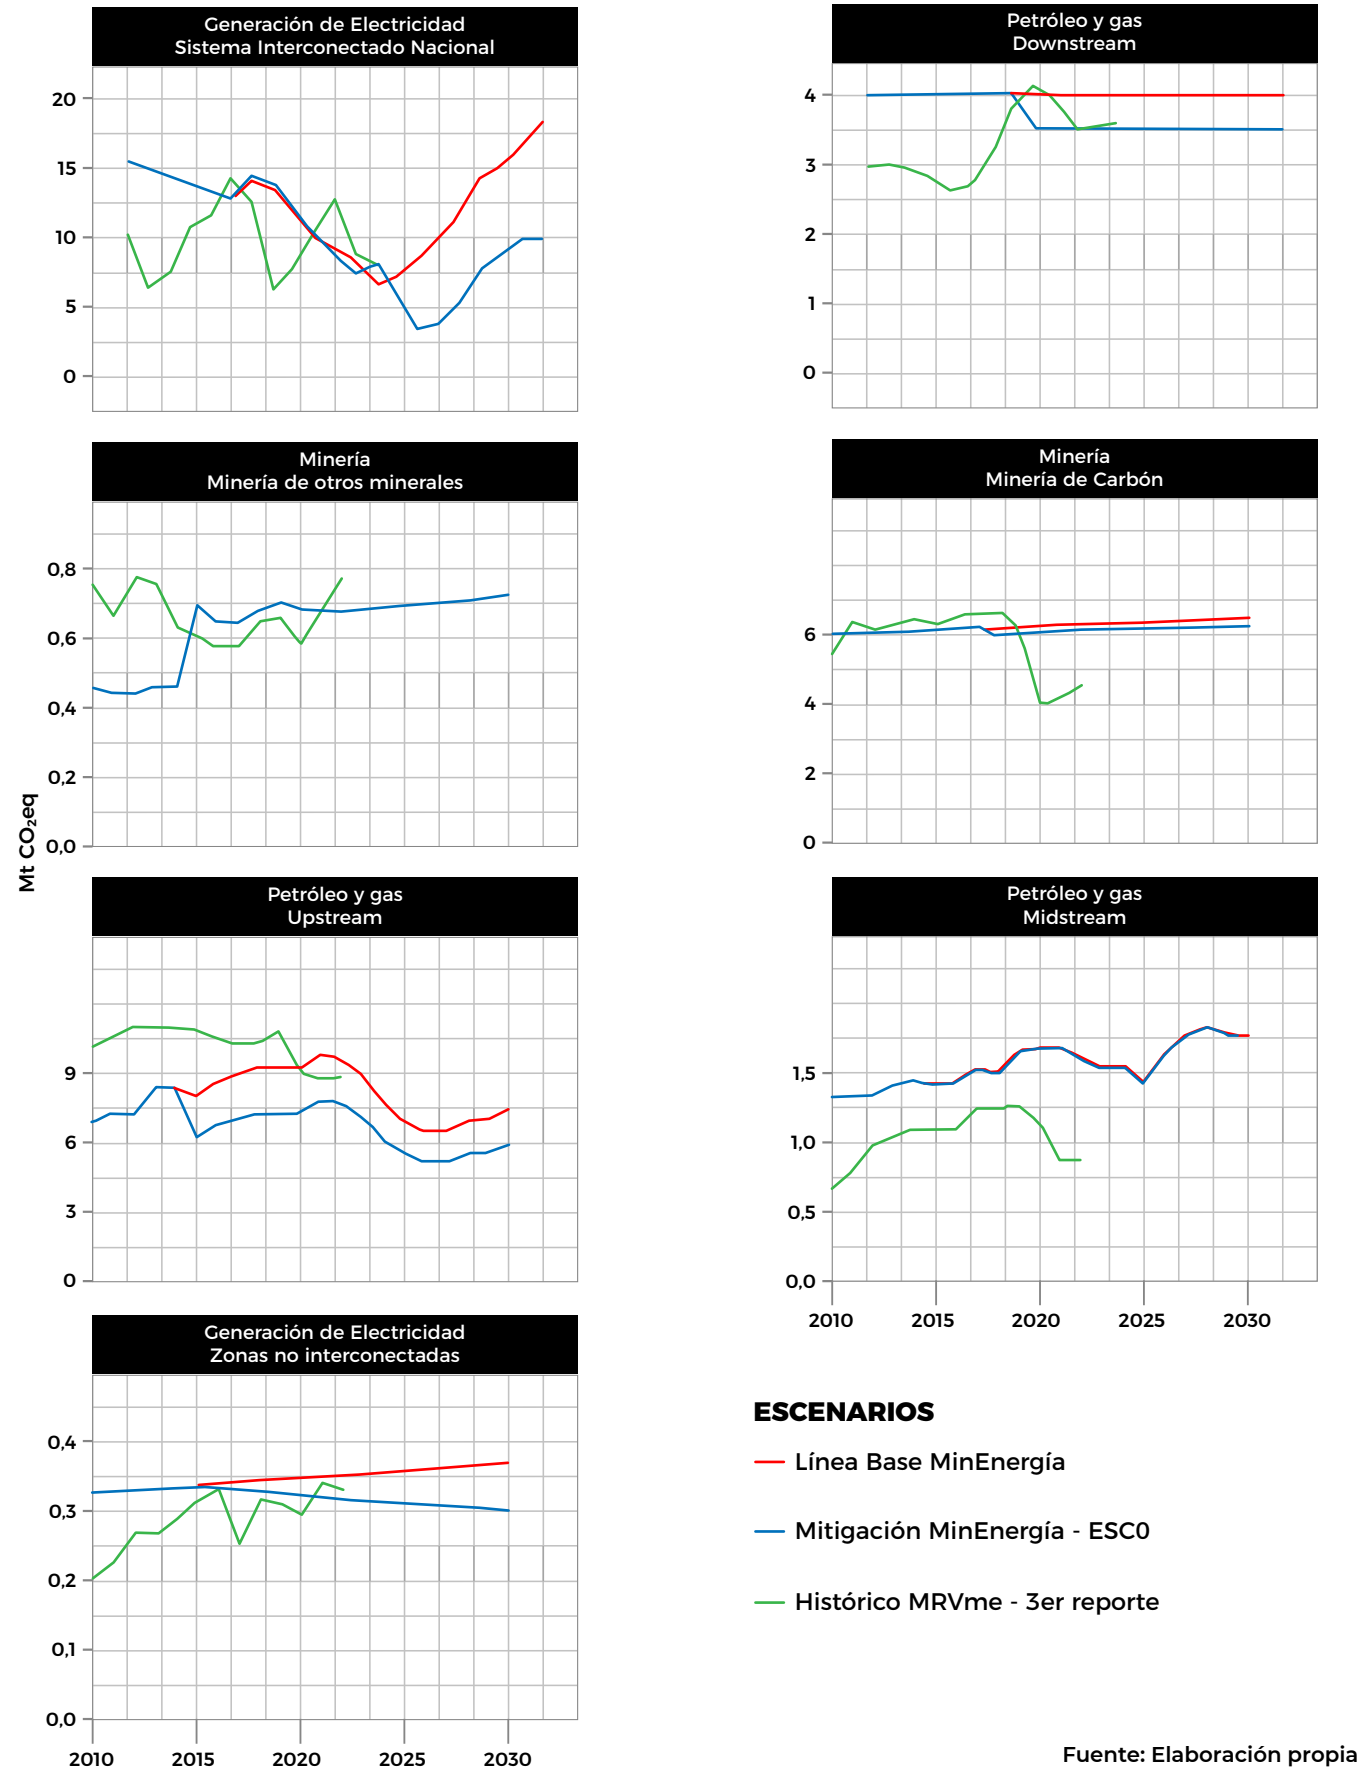 Generación de Electricidad
Sistema Interconectado Nacional
20
15
10
5
0
Petróleo y gas
Downstream
4
3
2
1
0
Minería
Minería de otros minerales
0,8
0,6
0,4
0,2
0,0
Minería
Minería de Carbón
6
4
2
0
Mt CO₂eq
Petróleo y gas
Upstream
9
6
3
0
Petróleo y gas
Midstream
1,5
1,0
0,5
0,0
2010 2015 2020 2025 2030
Generación de Electricidad
Zonas no interconectadas
0,4
0,3
0,2
0,1
0,0
2010 2015 2020 2025 2030
ESCENARIOS
Línea Base MinEnergía
Mitigación MinEnergía - ESC0
Histórico MRVme - 3er reporte
Fuente: Elaboración propia